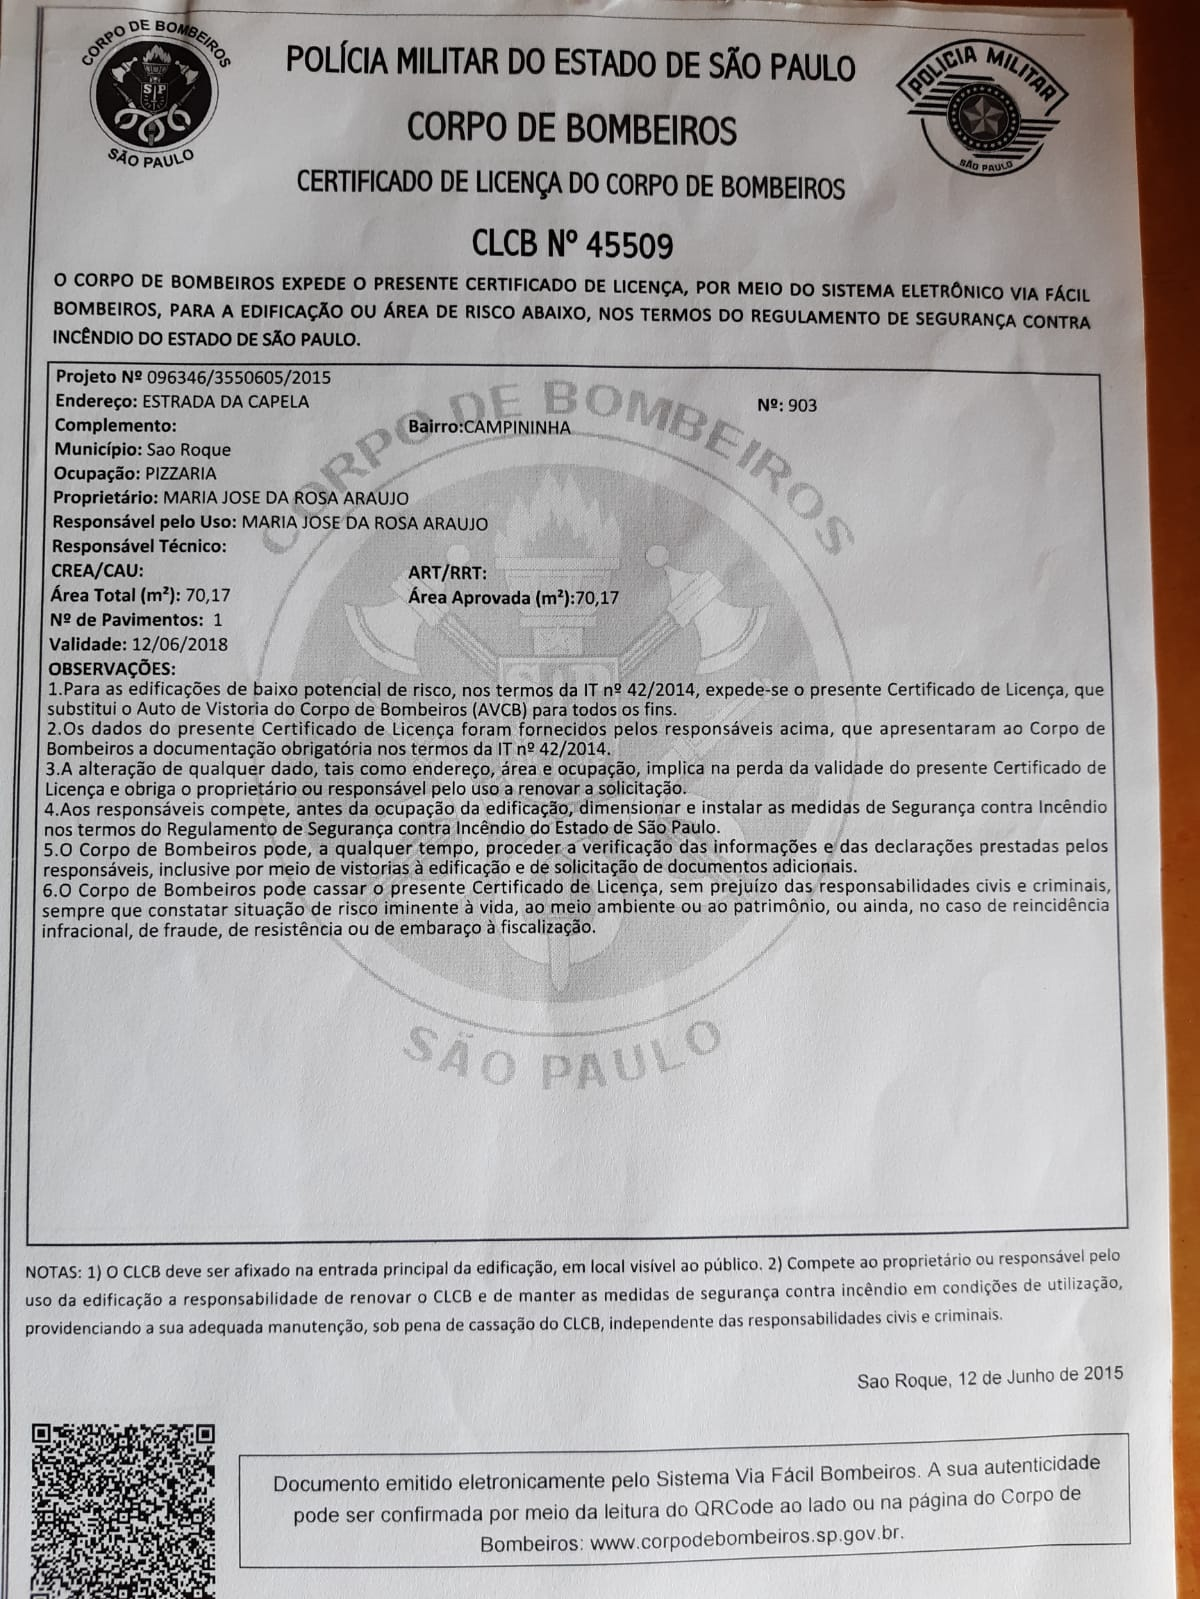 CORPO DE BOMBEIROS
SÃO PAULO
SP
POLÍCIA MILITAR
SÃO PAULO
POLÍCIA MILITAR DO ESTADO DE SÃO PAULO
CORPO DE BOMBEIROS
CERTIFICADO DE LICENÇA DO CORPO DE BOMBEIROS
CLCB Nº 45509
O CORPO DE BOMBEIROS EXPEDE O PRESENTE CERTIFICADO DE LICENÇA, POR MEIO DO SISTEMA ELETRÔNICO VIA FÁCIL
BOMBEIROS, PARA A EDIFICAÇÃO OU ÁREA DE RISCO ABAIXO, NOS TERMOS DO REGULAMENTO DE SEGURANÇA CONTRA
INCÊNDIO DO ESTADO DE SÃO PAULO.
Projeto Nº 096346/3550605/2015
Endereço: ESTRADA DA CAPELA Nº: 903
Complemento: Bairro:CAMPININHA
Município: Sao Roque
Ocupação: PIZZARIA
Proprietário: MARIA JOSE DA ROSA ARAUJO
Responsável pelo Uso: MARIA JOSE DA ROSA ARAUJO
Responsável Técnico:
CREA/CAU: ART/RRT:
Área Total (m²): 70,17 Área Aprovada (m²):70,17
Nº de Pavimentos: 1
Validade: 12/06/2018
OBSERVAÇÕES:
1.Para as edificações de baixo potencial de risco, nos termos da IT nº 42/2014, expede-se o presente Certificado de Licença, que
substitui o Auto de Vistoria do Corpo de Bombeiros (AVCB) para todos os fins.
2.Os dados do presente Certificado de Licença foram fornecidos pelos responsáveis acima, que apresentaram ao Corpo de
Bombeiros a documentação obrigatória nos termos da IT nº 42/2014.
3.A alteração de qualquer dado, tais como endereço, área e ocupação, implica na perda da validade do presente Certificado de
Licença e obriga o proprietário ou responsável pelo uso a renovar a solicitação.
4.Aos responsáveis compete, antes da ocupação da edificação, dimensionar e instalar as medidas de Segurança contra Incêndio
nos termos do Regulamento de Segurança contra Incêndio do Estado de São Paulo.
5.O Corpo de Bombeiros pode, a qualquer tempo, proceder a verificação das informações e das declarações prestadas pelos
responsáveis, inclusive por meio de vistorias à edificação e de solicitação de documentos adicionais.
6.O Corpo de Bombeiros pode cassar o presente Certificado de Licença, sem prejuízo das responsabilidades civis e criminais,
sempre que constatar situação de risco iminente à vida, ao meio ambiente ou ao patrimônio, ou ainda, no caso de reincidência
infracional, de fraude, de resistência ou de embaraço à fiscalização.
CORPO DE BOMBEIROS
SÃO PAULO
NOTAS: 1) O CLCB deve ser afixado na entrada principal da edificação, em local visível ao público. 2) Compete ao proprietário ou responsável pelo
uso da edificação a responsabilidade de renovar o CLCB e de manter as medidas de segurança contra incêndio em condições de utilização,
providenciando a sua adequada manutenção, sob pena de cassação do CLCB, independente das responsabilidades civis e criminais.
Sao Roque, 12 de Junho de 2015
Documento emitido eletronicamente pelo Sistema Via Fácil Bombeiros. A sua autenticidade
pode ser confirmada por meio da leitura do QRCode ao lado ou na página do Corpo de
Bombeiros: www.corpodebombeiros.sp.gov.br.